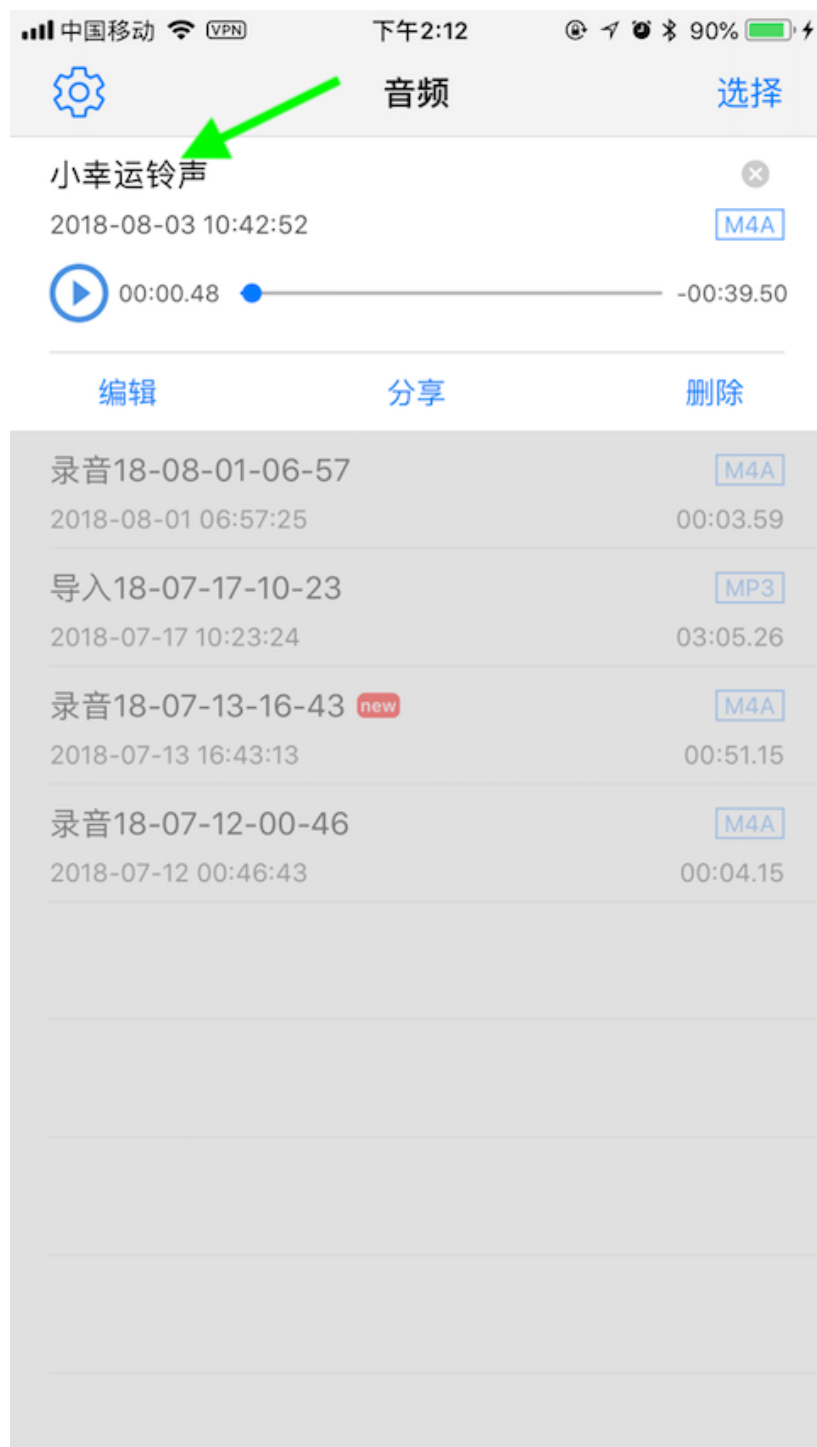 中国移动 VPN 下午2:12 90%
音频 选择
小幸运铃声
2018-08-03 10:42:52 M4A
00:00.48 -00:39.50
编辑 分享 删除
录音18-08-01-06-57 M4A
2018-08-01 06:57:25 00:03.59
导入18-07-17-10-23 MP3
2018-07-17 10:23:24 03:05.26
录音18-07-13-16-43 new M4A
2018-07-13 16:43:13 00:51.15
录音18-07-12-00-46 M4A
2018-07-12 00:46:43 00:04.15